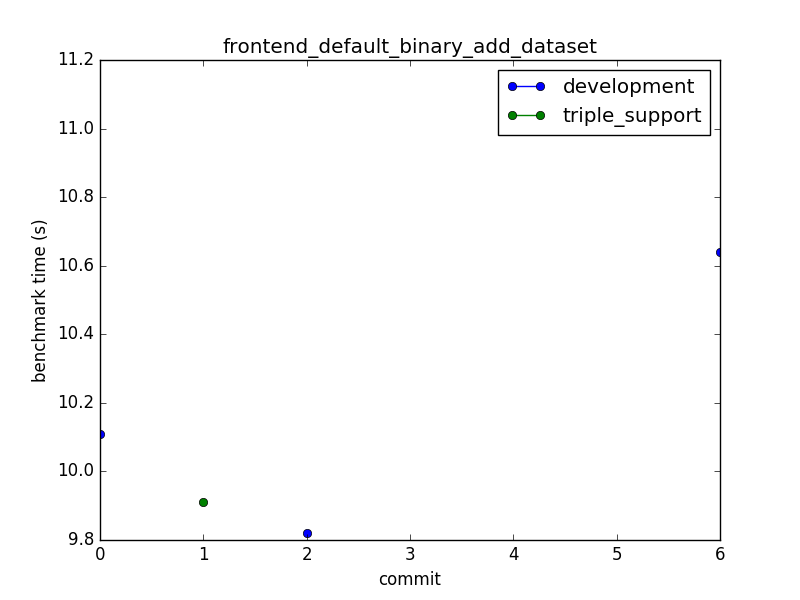 frontend_default_binary_add_dataset
development
triple_support
benchmark time (s)
11.2
11.0
10.8
10.6
10.4
10.2
10.0
9.8
0 1 2 3 4 5 6
commit